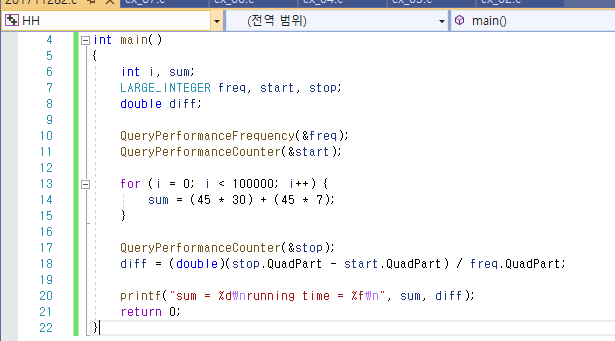 HH
(전역 범위)
main()
4 int main()
5 {
6 int i, sum;
7 LARGE_INTEGER freq, start, stop;
8 double diff;
9
10 QueryPerformanceFrequency(&freq);
11 QueryPerformanceCounter(&start);
12
13 for (i = 0; i < 100000; i++) {
14 sum = (45 * 30) + (45 * 7);
15 }
16
17 QueryPerformanceCounter(&stop);
18 diff = (double)(stop.QuadPart - start.QuadPart) / freq.QuadPart;
19
20 printf("sum = %d₩nrunning time = %f₩n", sum, diff);
21 return 0;
22 }